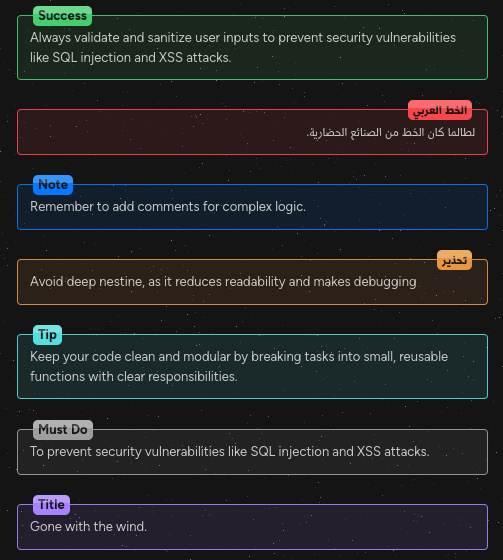 Success
Always validate and sanitize user inputs to prevent security vulnerabilities
like SQL injection and XSS attacks.
الخط العربي
لطالما كان الخط من الصنائع الحضارية.
Note
Remember to add comments for complex logic.
تحذير
Avoid deep nestine, as it reduces readability and makes debugging
Tip
Keep your code clean and modular by breaking tasks into small, reusable
functions with clear responsibilities.
Must Do
To prevent security vulnerabilities like SQL injection and XSS attacks.
Title
Gone with the wind.